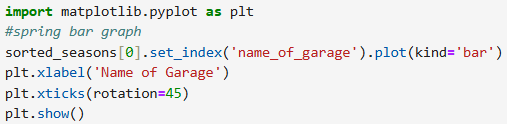 import matplotlib.pyplot as plt
#spring bar graph
sorted_seasons[0].set_index('name_of_garage').plot(kind='bar')
plt.xlabel('Name of Garage')
plt.xticks(rotation=45)
plt.show()